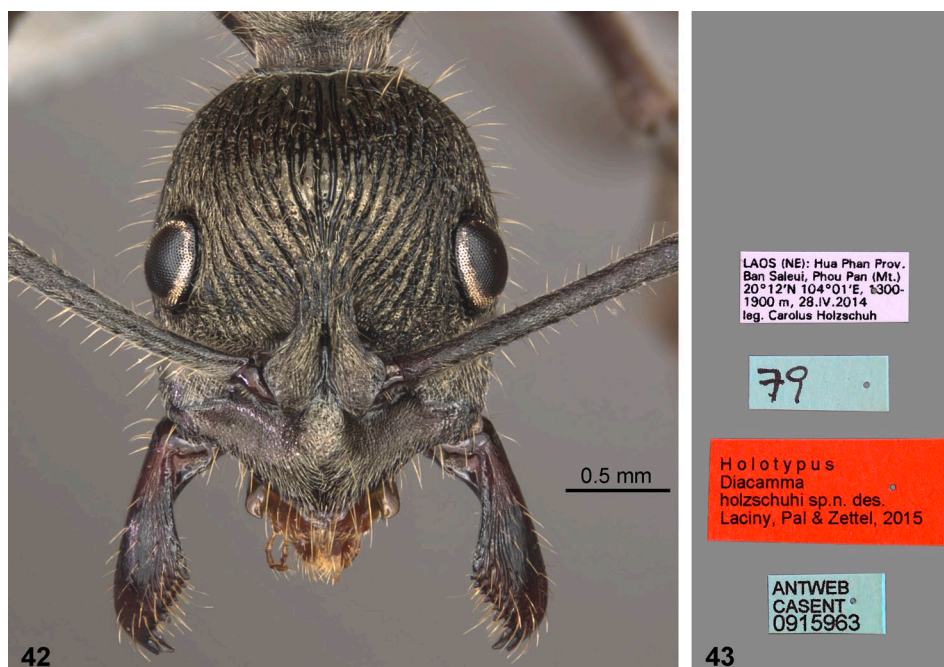 0.5 mm
42
LAOS (NE): Hua Phan Prov.
Ban Saleui, Phou Pan (Mt.)
20°12'N 104°01'E, 1300-
1900 m, 28.IV.2014
leg. Carolus Holzschuh
79
Holotypus
Diacamma
holzschuhi sp.n. des.
Laciny, Pal & Zettel, 2015
ANTWEB
CASENT
0915963
43